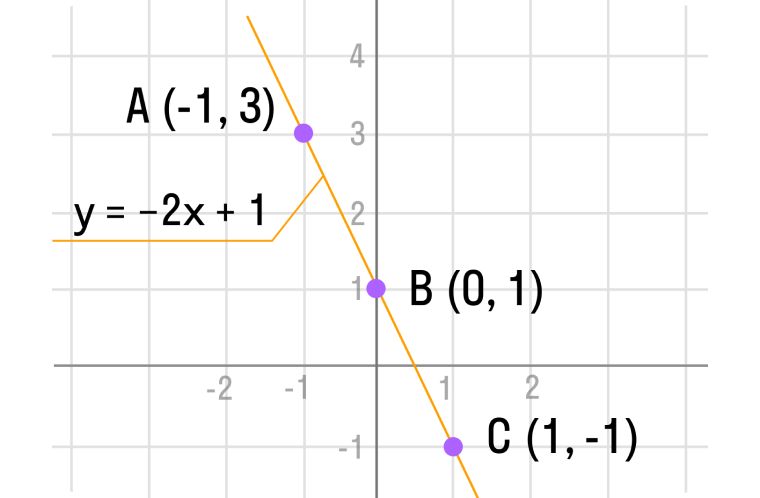 4
A (-1, 3)
3
y = −2x + 1
2
1
B (0, 1)
-2
-1
1
2
C (1, -1)
-1